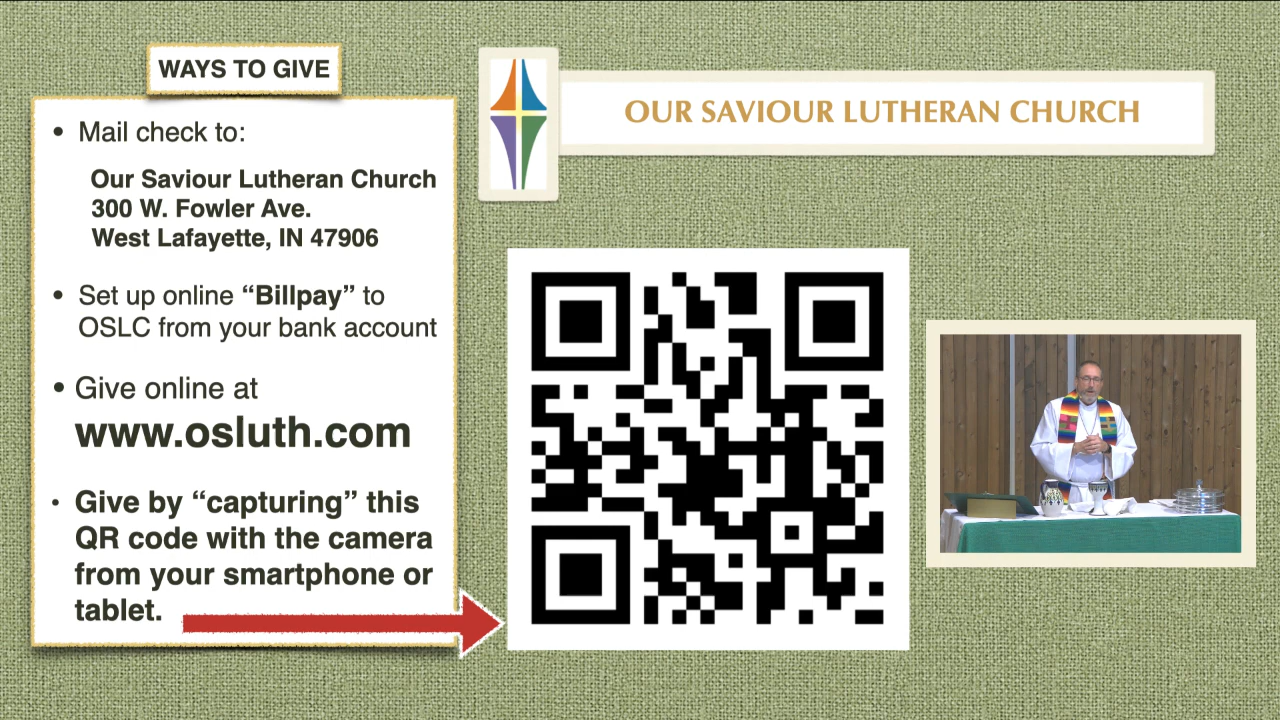 WAYS TO GIVE
• Mail check to:
Our Saviour Lutheran Church
300 W. Fowler Ave.
West Lafayette, IN 47906
• Set up online “Billpay” to
OSLC from your bank account
• Give online at
www.osluth.com
• Give by “capturing” this
QR code with the camera
from your smartphone or
tablet.
OUR SAVIOUR LUTHERAN CHURCH